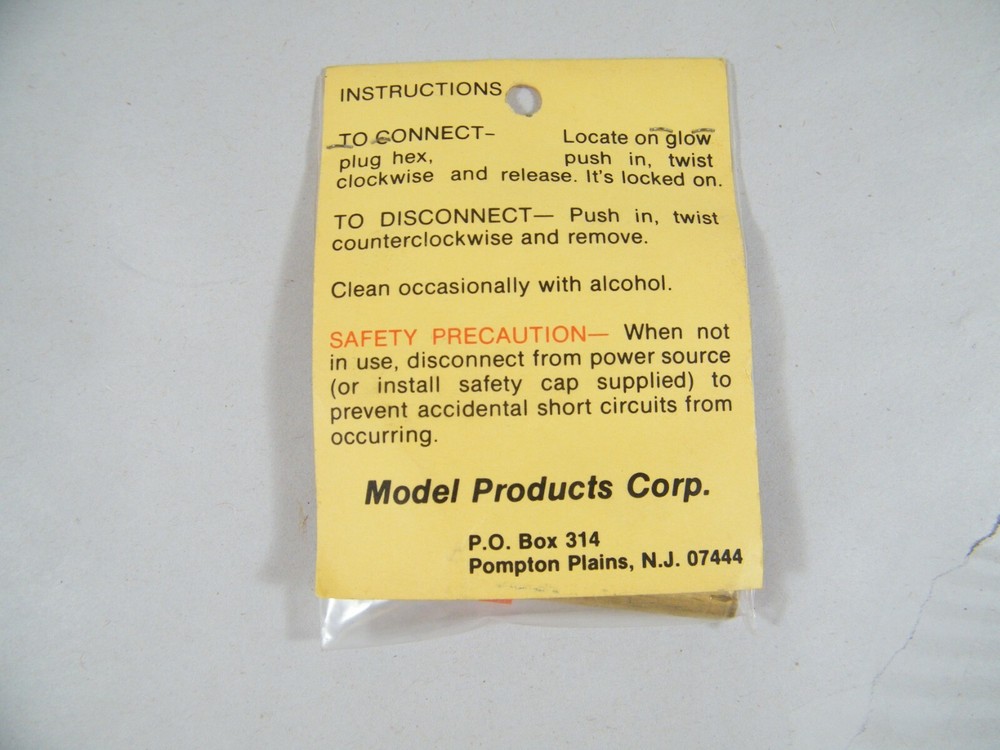 INSTRUCTIONS
TO CONNECT– Locate on glow
plug hex, push in, twist
clockwise and release. It's locked on.
TO DISCONNECT— Push in, twist
counterclockwise and remove.
Clean occasionally with alcohol.
SAFETY PRECAUTION— When not
in use, disconnect from power source
(or install safety cap supplied) to
prevent accidental short circuits from
occurring.
Model Products Corp.
P.O. Box 314
Pompton Plains, N.J. 07444